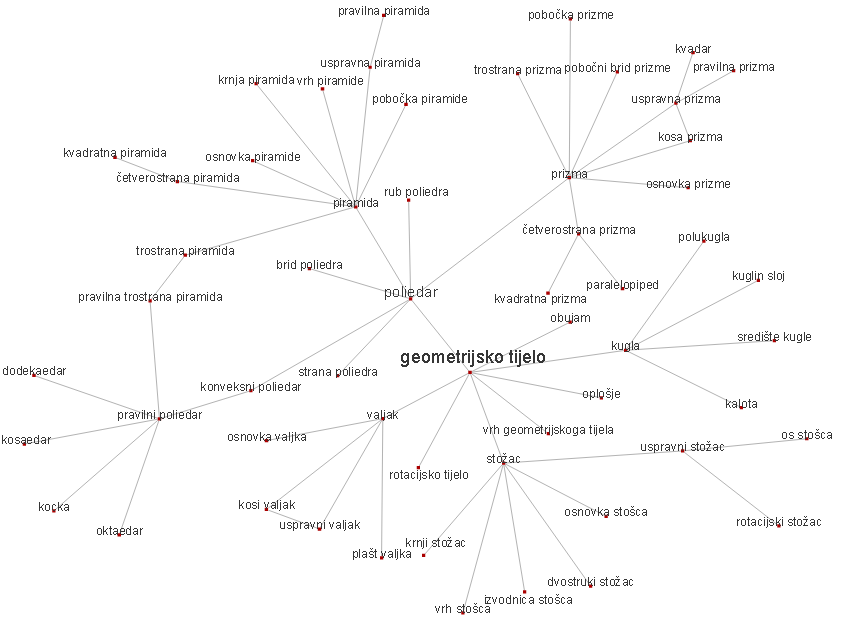 pravilna piramida
pobočka prizme
kvadar
uspravna piramida
trostrana prizma
pobočni brid prizme
pravilna prizma
krnja piramida
vrh piramide
pobočka piramide
uspravna prizma
kosa prizma
kvadratna piramida
osnovka piramide
četverostrana piramida
prizma
osnovka prizme
rub poliedra
piramida
četverostrana prizma
polukugla
trostrana piramida
brid poliedra
kuglin sloj
paralelopiped
poliedar
pravilna trostrana piramida
kvadratna prizma
obujam
središte kugle
kugla
geometrijsko tijelo
dodekaedar
strana poliedra
konveksni poliedar
oplošje
kalota
pravilni poliedar
valjak
vrh geometrijskoga tijela
kosaedar
osnovka valjka
os stošca
uspravni stožac
stožac
rotacijsko tijelo
kocka
kosi valjak
osnovka stošca
oktaedar
uspravni valjak
rotacijski stožac
krnji stožac
plašt valjka
dvostruki stožac
izvodnica stošca
vrh stošca